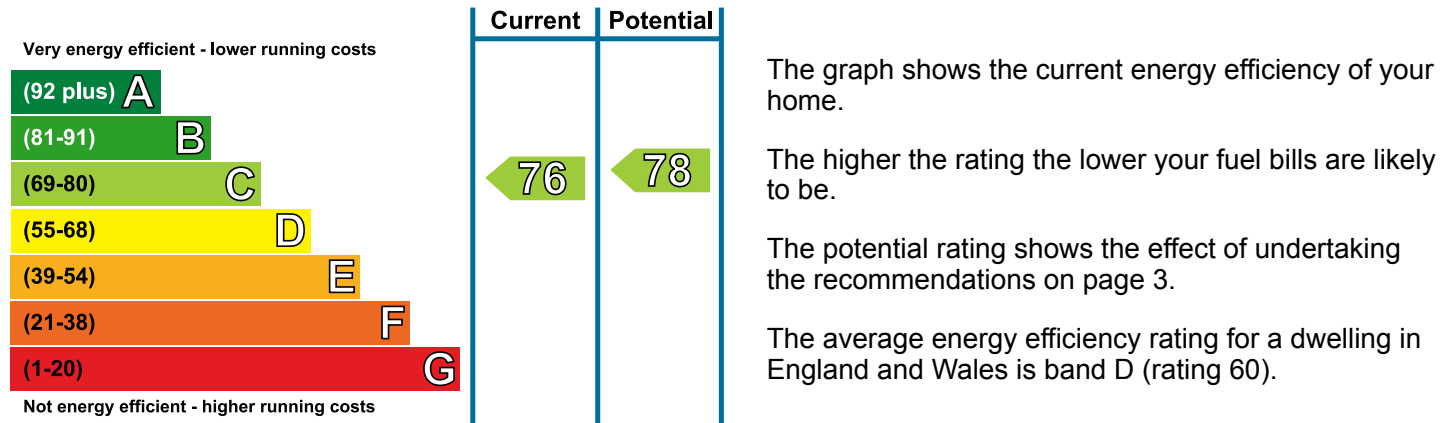 Current Potential
Very energy efficient - lower running costs
(92 plus) A
(81-91) B
(69-80) C
(55-68) D
(39-54) E
(21-38) F
(1-20) G
Not energy efficient - higher running costs
76 78
The graph shows the current energy efficiency of your
home.
The higher the rating the lower your fuel bills are likely
to be.
The potential rating shows the effect of undertaking
the recommendations on page 3.
The average energy efficiency rating for a dwelling in
England and Wales is band D (rating 60).